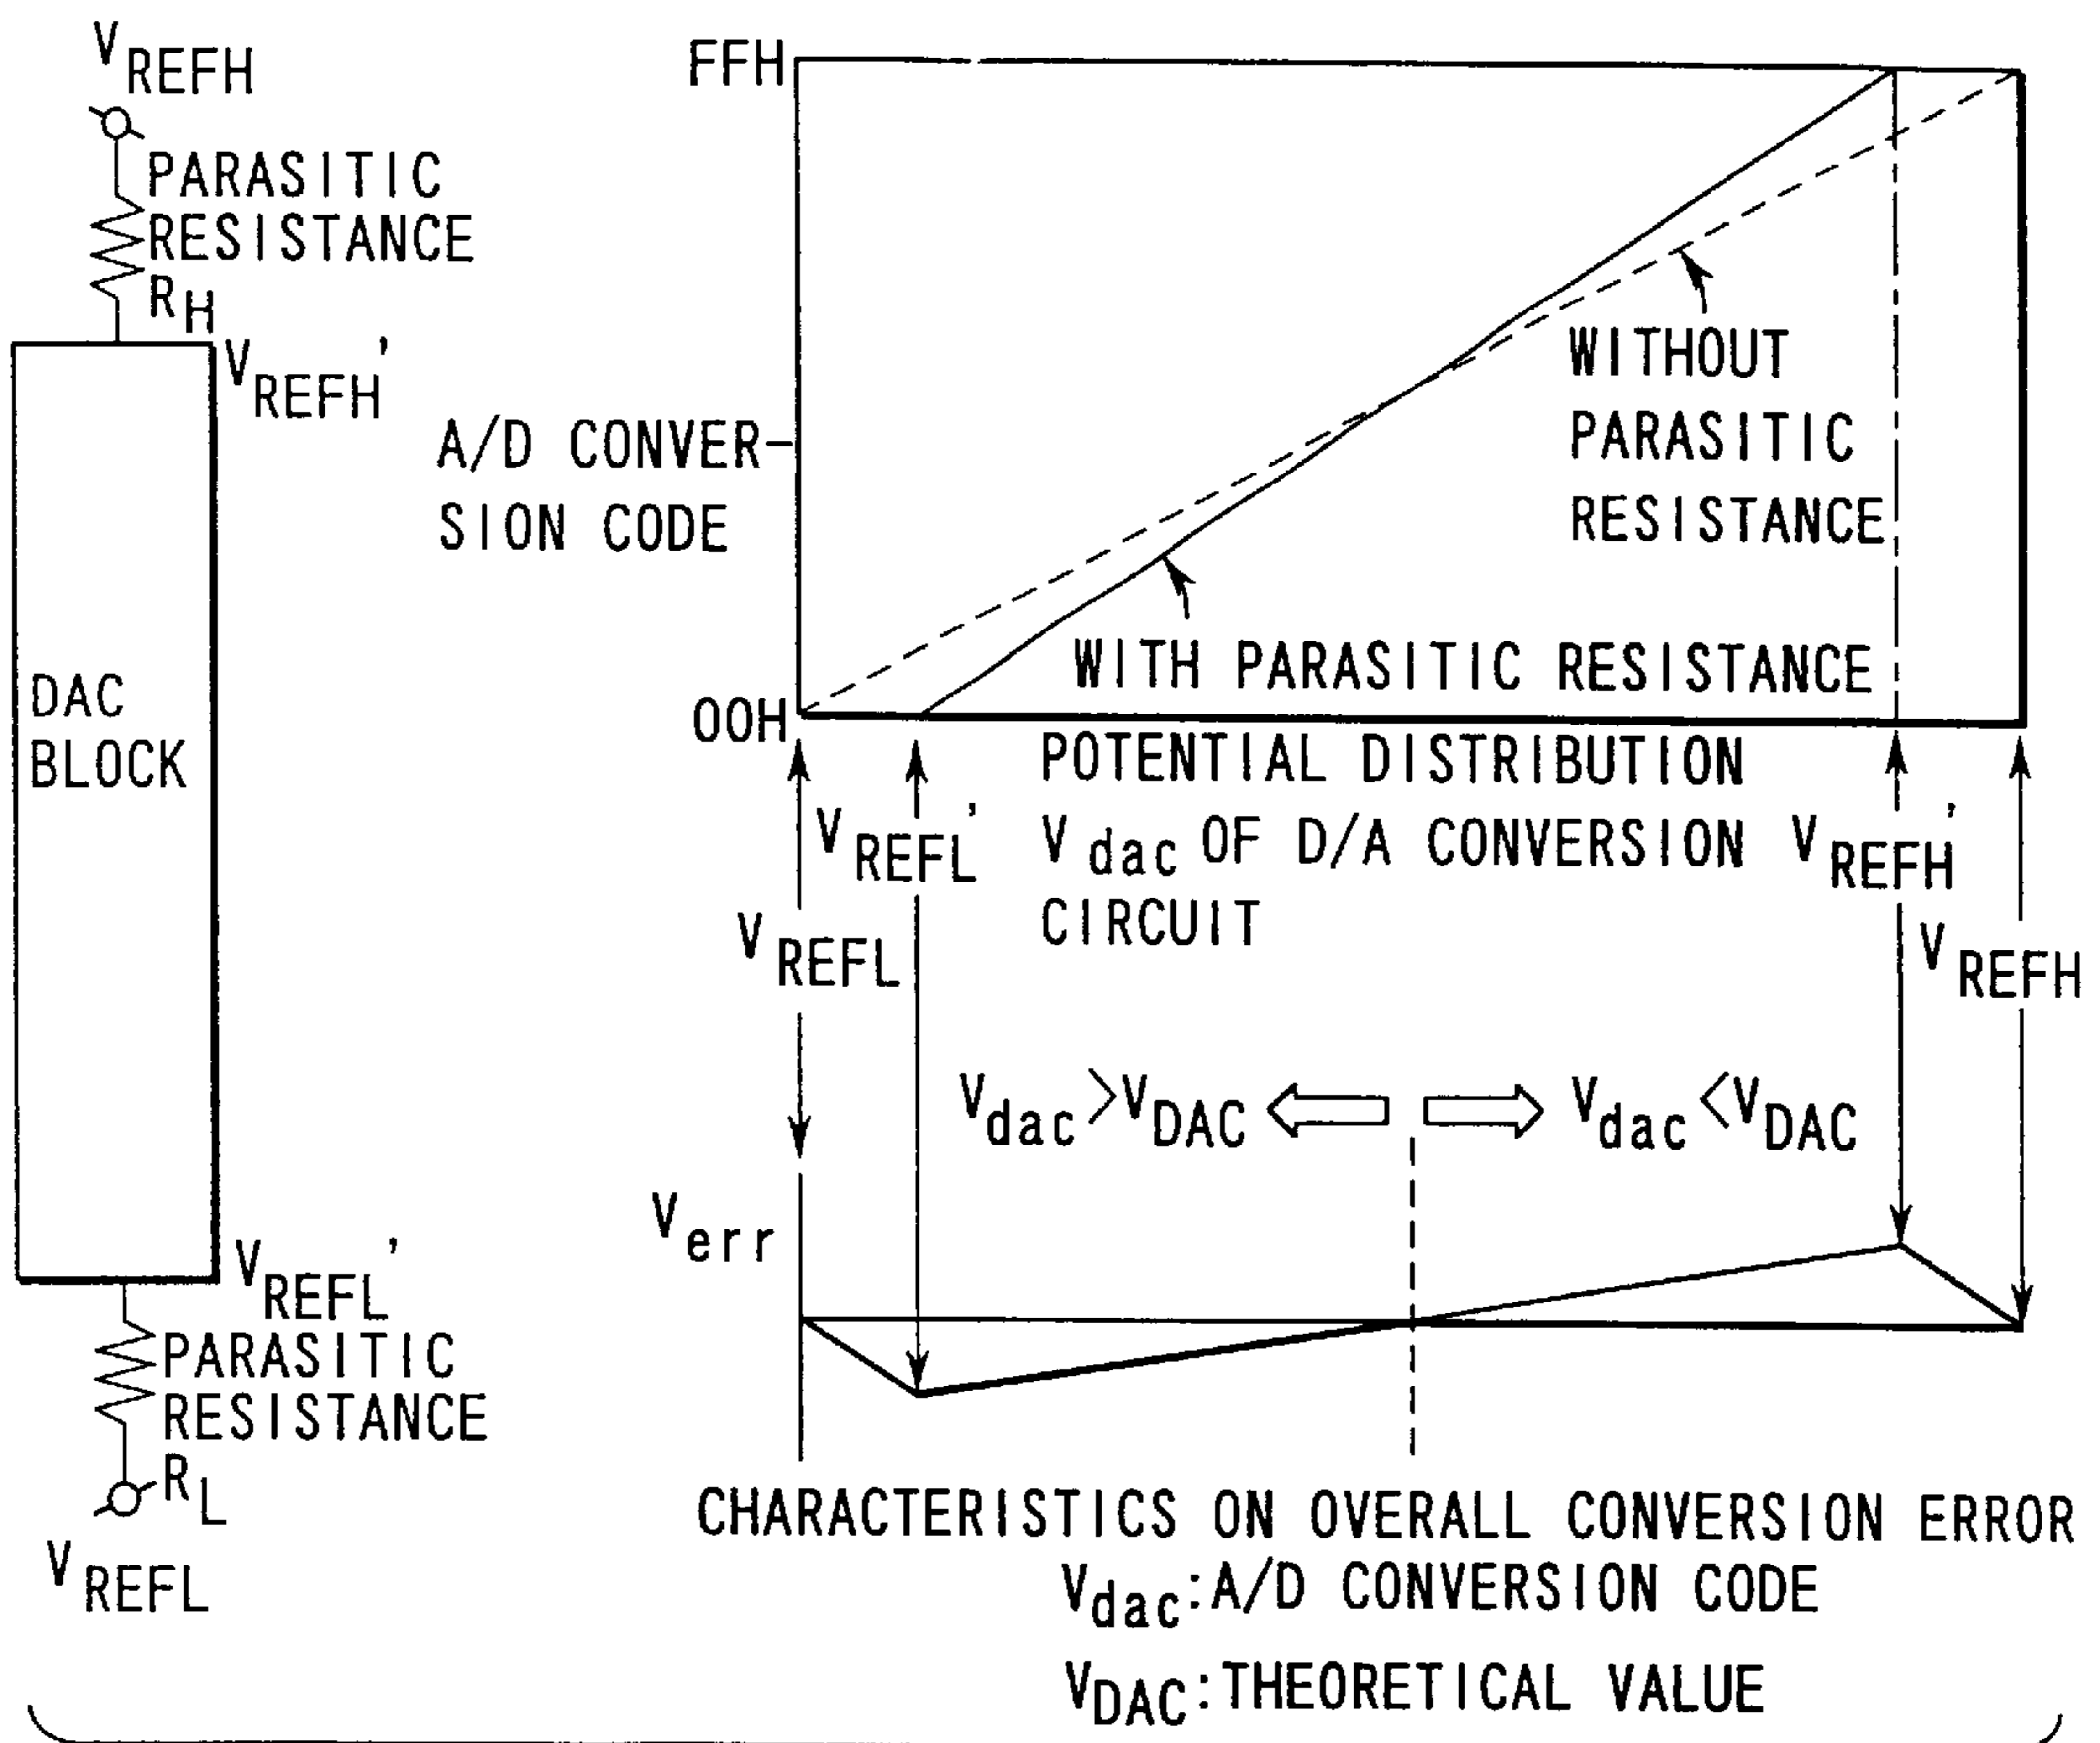 VREFH
PARASITIC
RESISTANCE
RH
VREFH'
DAC
BLOCK
VREFL'
PARASITIC
RESISTANCE
RL
VREFL
FFH
A/D CONVER-
SION CODE
00H
WITHOUT
PARASITIC
RESISTANCE
WITH PARASITIC RESISTANCE
POTENTIAL DISTRIBUTION
Vdac OF D/A CONVERSION
CIRCUIT
VREFL'
VREFL
VREFH'
VREFH
Vdac>VDAC
Vdac<VDAC
Verr
CHARACTERISTICS ON OVERALL CONVERSION ERROR
Vdac:A/D CONVERSION CODE
VDAC:THEORETICAL VALUE